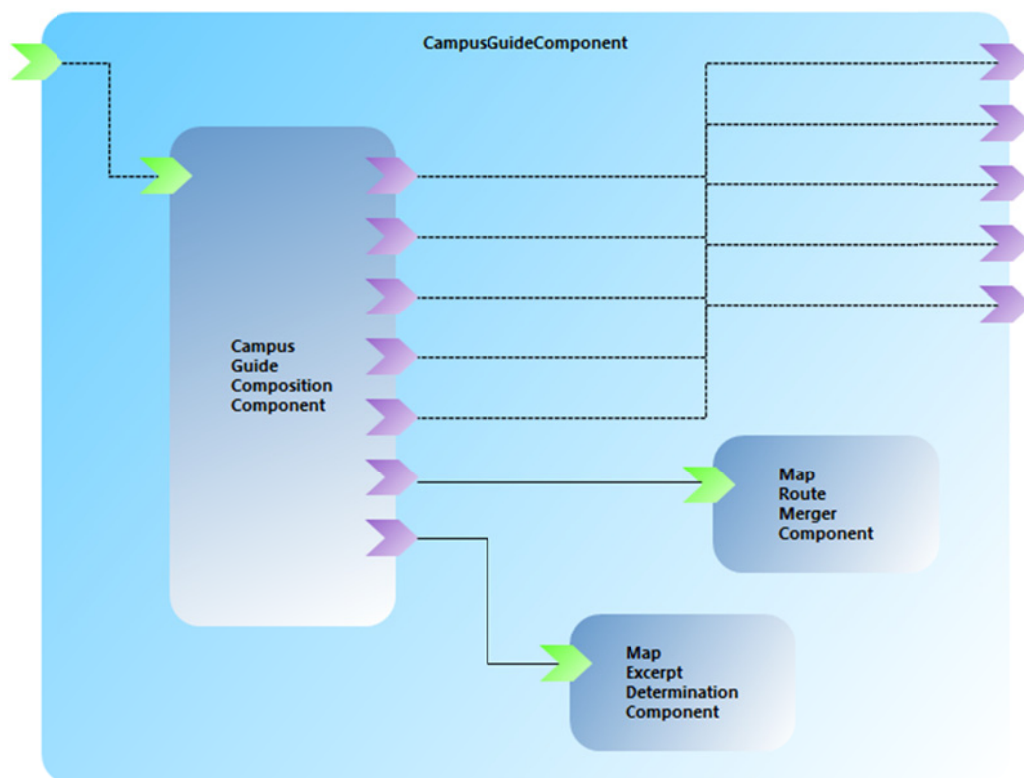 CampusGuideComponent
Campus
Guide
Composition
Component
Map
Route
Merger
Component
Map
Excerpt
Determination
Component